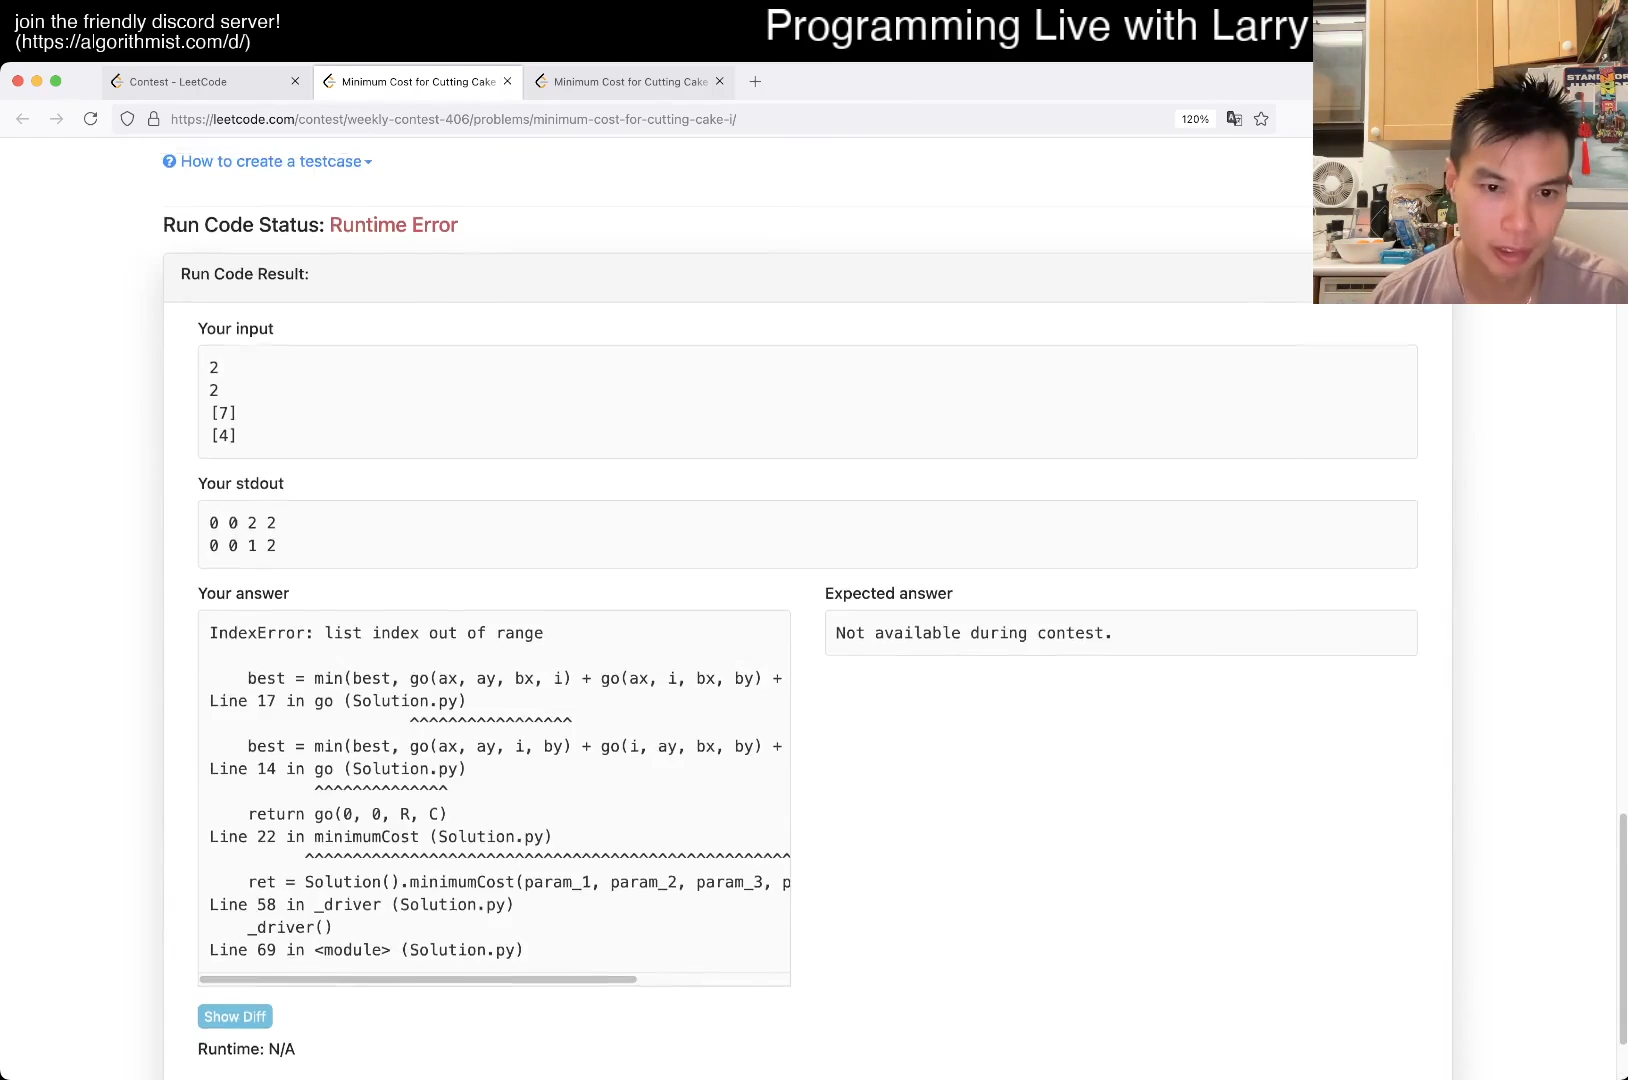 join the friendly discord server!
(https://algorithmist.com/d/)
Programming Live with Larry
Contest - LeetCode
Minimum Cost for Cutting Cake
Minimum Cost for Cutting Cake
https://leetcode.com/contest/weekly-contest-406/problems/minimum-cost-for-cutting-cake-i/
120%
How to create a testcase
Run Code Status: Runtime Error
Run Code Result:
Your input
2
2
[7]
[4]
Your stdout
0 0 2 2
0 0 1 2
Your answer
Expected answer
IndexError: list index out of range
Not available during contest.
best = min(best, go(ax, ay, bx, i) + go(ax, i, bx, by) +
Line 17 in go (Solution.py)
^^^^^^^^^^^^^^^^^
best = min(best, go(ax, ay, i, by) + go(i, ay, bx, by) +
Line 14 in go (Solution.py)
^^^^^^^^^^^^^^
return go(0, 0, R, C)
Line 22 in minimumCost (Solution.py)
^^^^^^^^^^^^^^^^^^^^^^^^^^^^^^^^^^^^^^^^^^^^^^^^^^^
ret = Solution().minimumCost(param_1, param_2, param_3, p
Line 58 in _driver (Solution.py)
_driver()
Line 69 in <module> (Solution.py)
Show Diff
Runtime: N/A